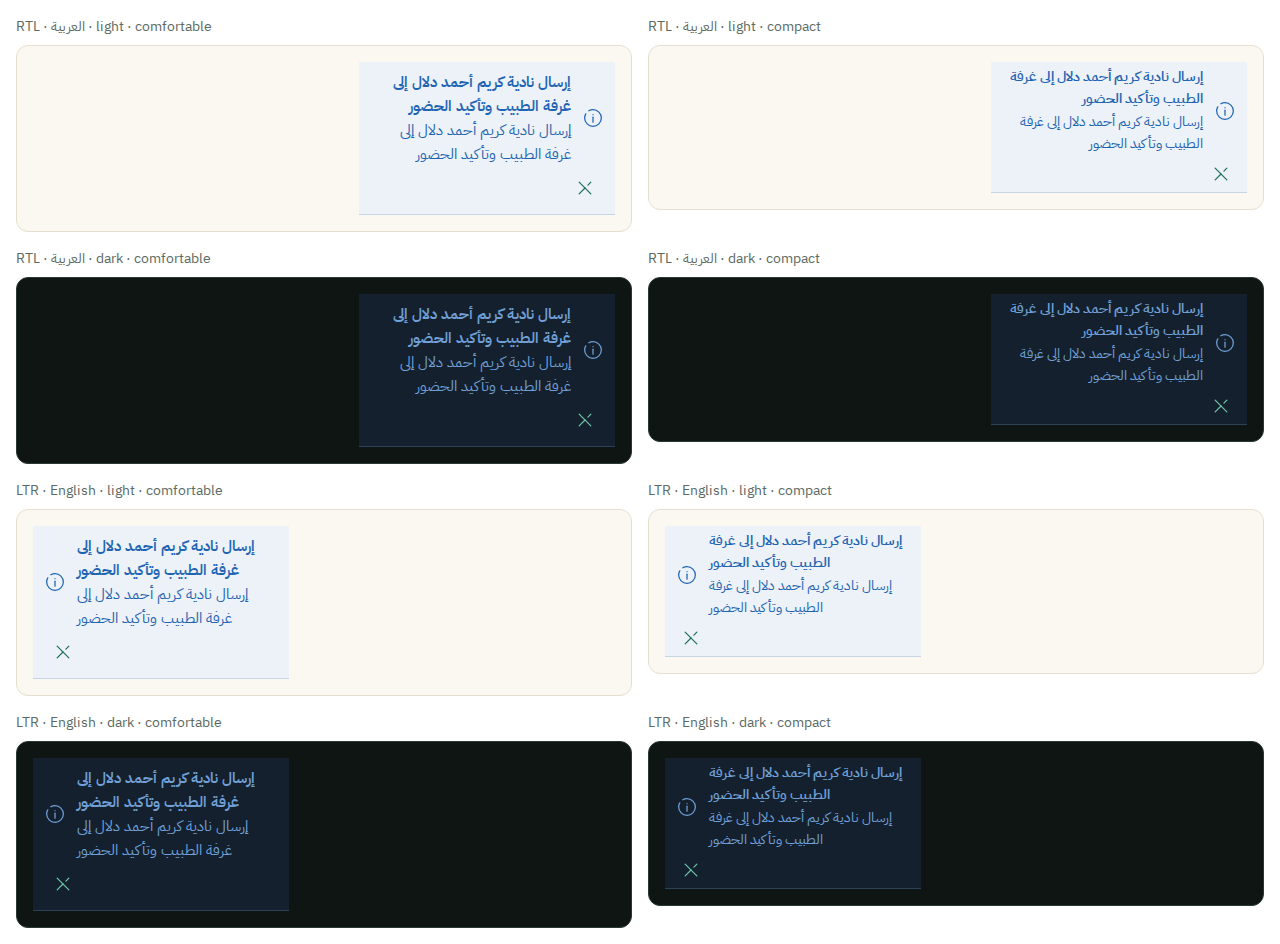 RTL · العربية · light · comfortable
إرسال نادية كريم أحمد دلال إلى
غرفة الطبيب وتأكيد الحضور
إرسال نادية كريم أحمد دلال إلى
غرفة الطبيب وتأكيد الحضور
RTL · العربية · light · compact
إرسال نادية كريم أحمد دلال إلى غرفة
الطبيب وتأكيد الحضور
إرسال نادية كريم أحمد دلال إلى غرفة
الطبيب وتأكيد الحضور
RTL · العربية · dark · comfortable
إرسال نادية كريم أحمد دلال إلى
غرفة الطبيب وتأكيد الحضور
إرسال نادية كريم أحمد دلال إلى
غرفة الطبيب وتأكيد الحضور
RTL · العربية · dark · compact
إرسال نادية كريم أحمد دلال إلى غرفة
الطبيب وتأكيد الحضور
إرسال نادية كريم أحمد دلال إلى غرفة
الطبيب وتأكيد الحضور
LTR · English · light · comfortable
إرسال نادية كريم أحمد دلال إلى
غرفة الطبيب وتأكيد الحضور
إرسال نادية كريم أحمد دلال إلى
غرفة الطبيب وتأكيد الحضور
LTR · English · light · compact
إرسال نادية كريم أحمد دلال إلى غرفة
الطبيب وتأكيد الحضور
إرسال نادية كريم أحمد دلال إلى غرفة
الطبيب وتأكيد الحضور
LTR · English · dark · comfortable
إرسال نادية كريم أحمد دلال إلى
غرفة الطبيب وتأكيد الحضور
إرسال نادية كريم أحمد دلال إلى
غرفة الطبيب وتأكيد الحضور
LTR · English · dark · compact
إرسال نادية كريم أحمد دلال إلى غرفة
الطبيب وتأكيد الحضور
إرسال نادية كريم أحمد دلال إلى غرفة
الطبيب وتأكيد الحضور